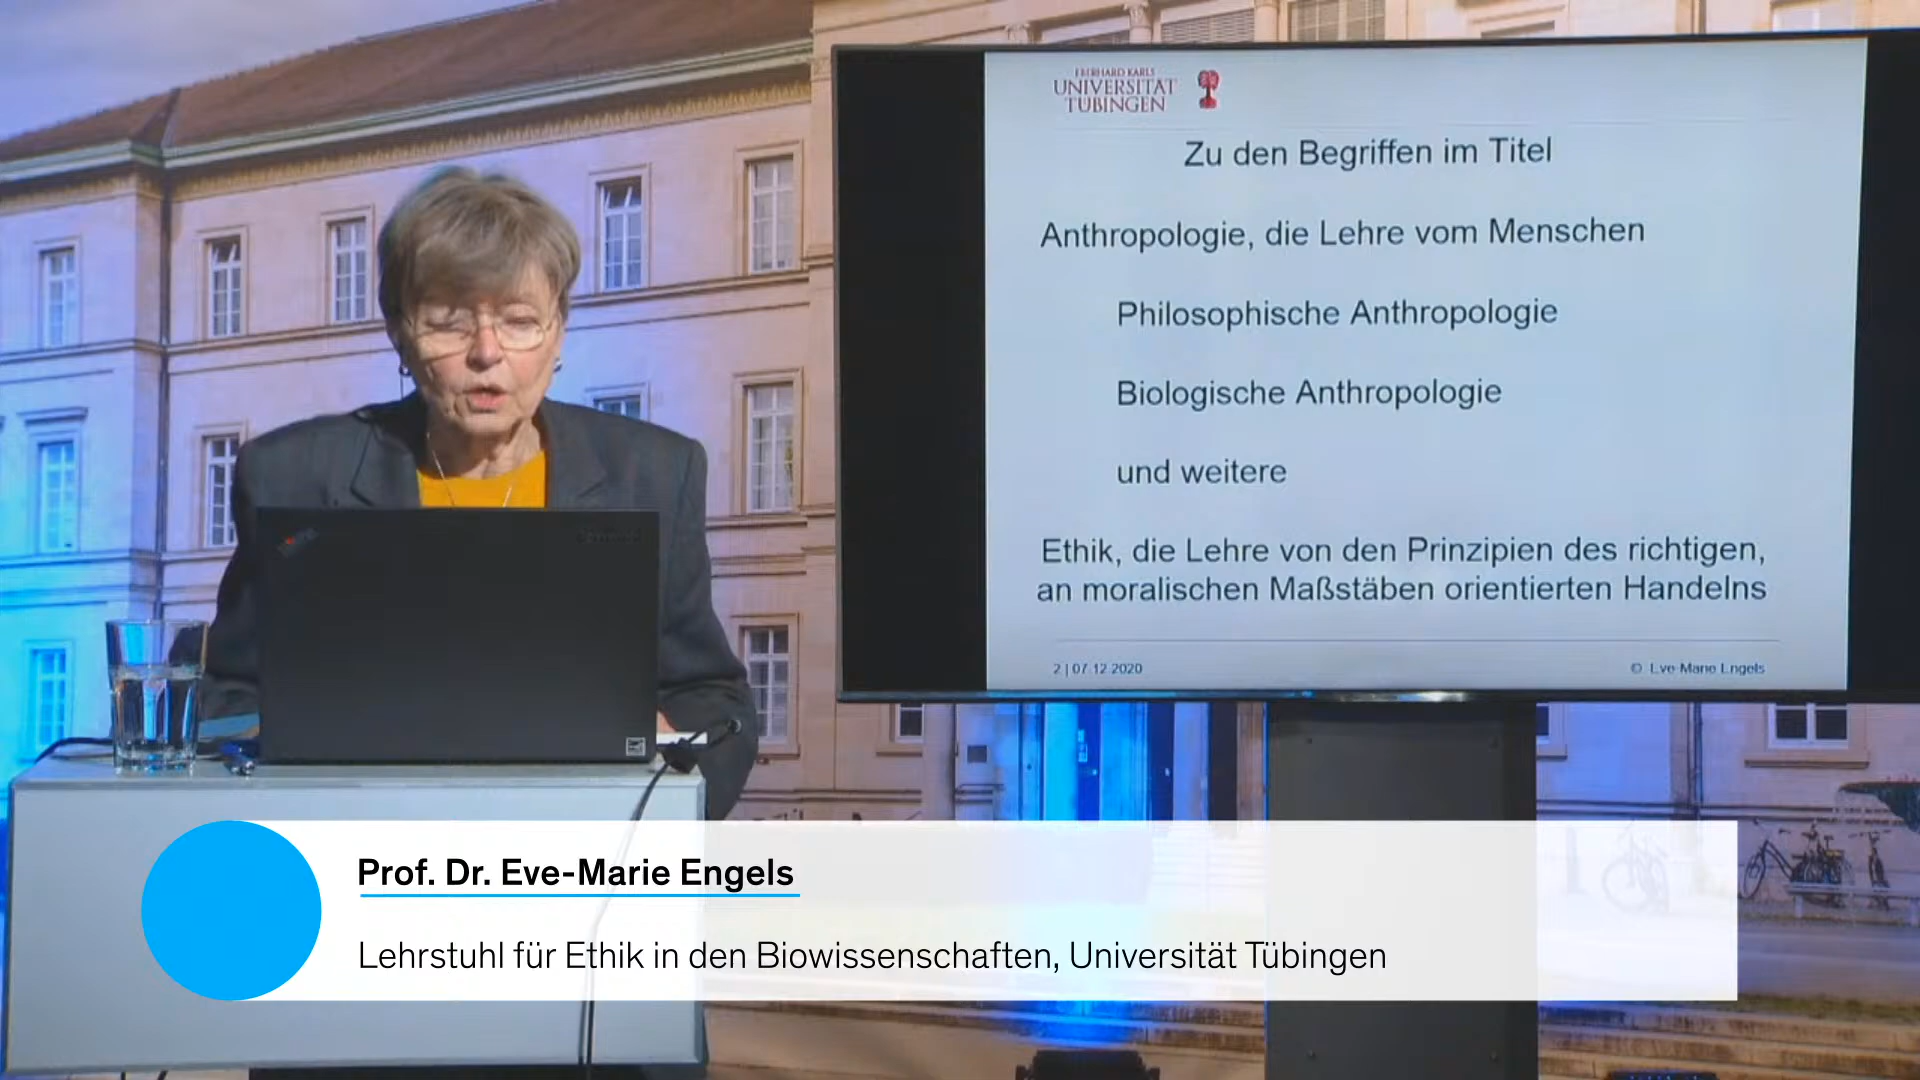 EBERHARD KARLS
UNIVERSITÄT
TÜBINGEN
Zu den Begriffen im Titel
Anthropologie, die Lehre vom Menschen
Philosophische Anthropologie
Biologische Anthropologie
und weitere
Ethik, die Lehre von den Prinzipien des richtigen,
an moralischen Maßstäben orientierten Handelns
2 | 07.12.2020
© Eve-Marie Engels
Prof. Dr. Eve-Marie Engels
Lehrstuhl für Ethik in den Biowissenschaften, Universität Tübingen